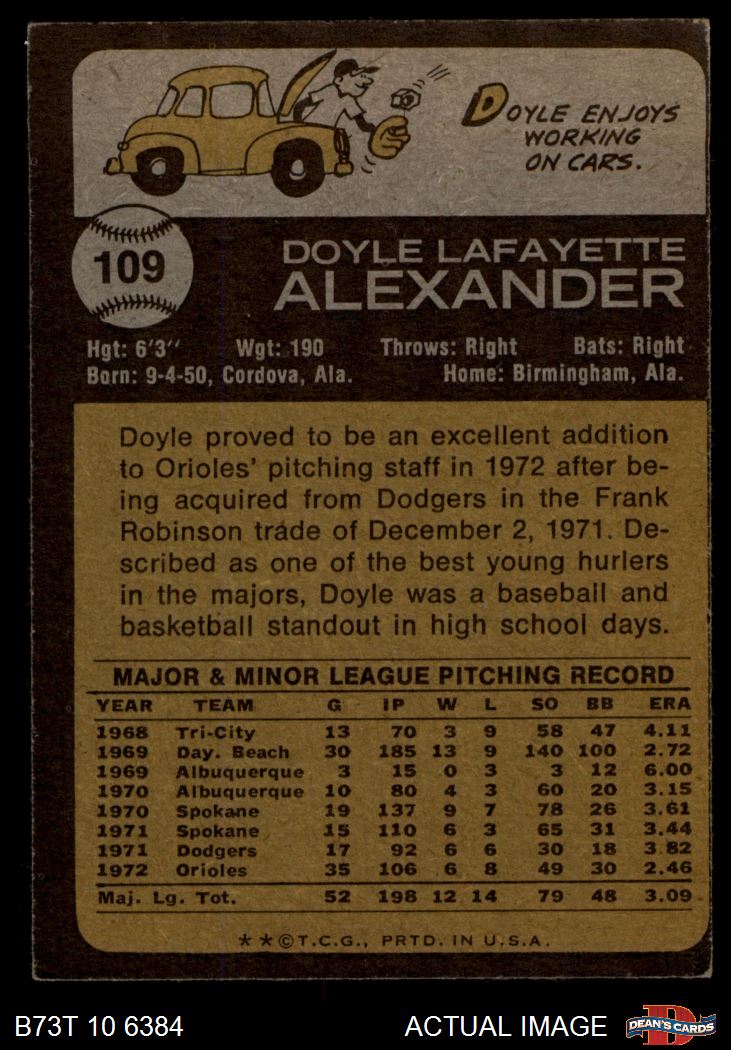 DOYLE ENJOYS
WORKING
ON CARS.
109
DOYLE LAFAYETTE
ALEXANDER
Hgt: 6'3" Wgt: 190 Throws: Right Bats: Right
Born: 9-4-50, Cordova, Ala. Home: Birmingham, Ala.
Doyle proved to be an excellent addition
to Orioles' pitching staff in 1972 after be-
ing acquired from Dodgers in the Frank
Robinson trade of December 2, 1971. De-
scribed as one of the best young hurlers
in the majors, Doyle was a baseball and
basketball standout in high school days.
MAJOR & MINOR LEAGUE PITCHING RECORD
YEAR TEAM G IP W L SO BB ERA
1968 Tri-City 13 70 3 9 58 47 4.11
1969 Day. Beach 30 185 13 9 140 100 2.72
1969 Albuquerque 3 15 0 3 3 12 6.00
1970 Albuquerque 10 80 4 3 60 20 3.15
1970 Spokane 19 137 9 7 78 26 3.61
1971 Spokane 15 110 6 3 65 31 3.44
1971 Dodgers 17 92 6 6 30 18 3.82
1972 Orioles 35 106 6 8 49 30 2.46
Maj. Lg. Tot. 52 198 12 14 79 48 3.09
**©T.C.G., PRTD. IN U.S.A.
B73T 10 6384 ACTUAL IMAGE DEAN'S CARDS